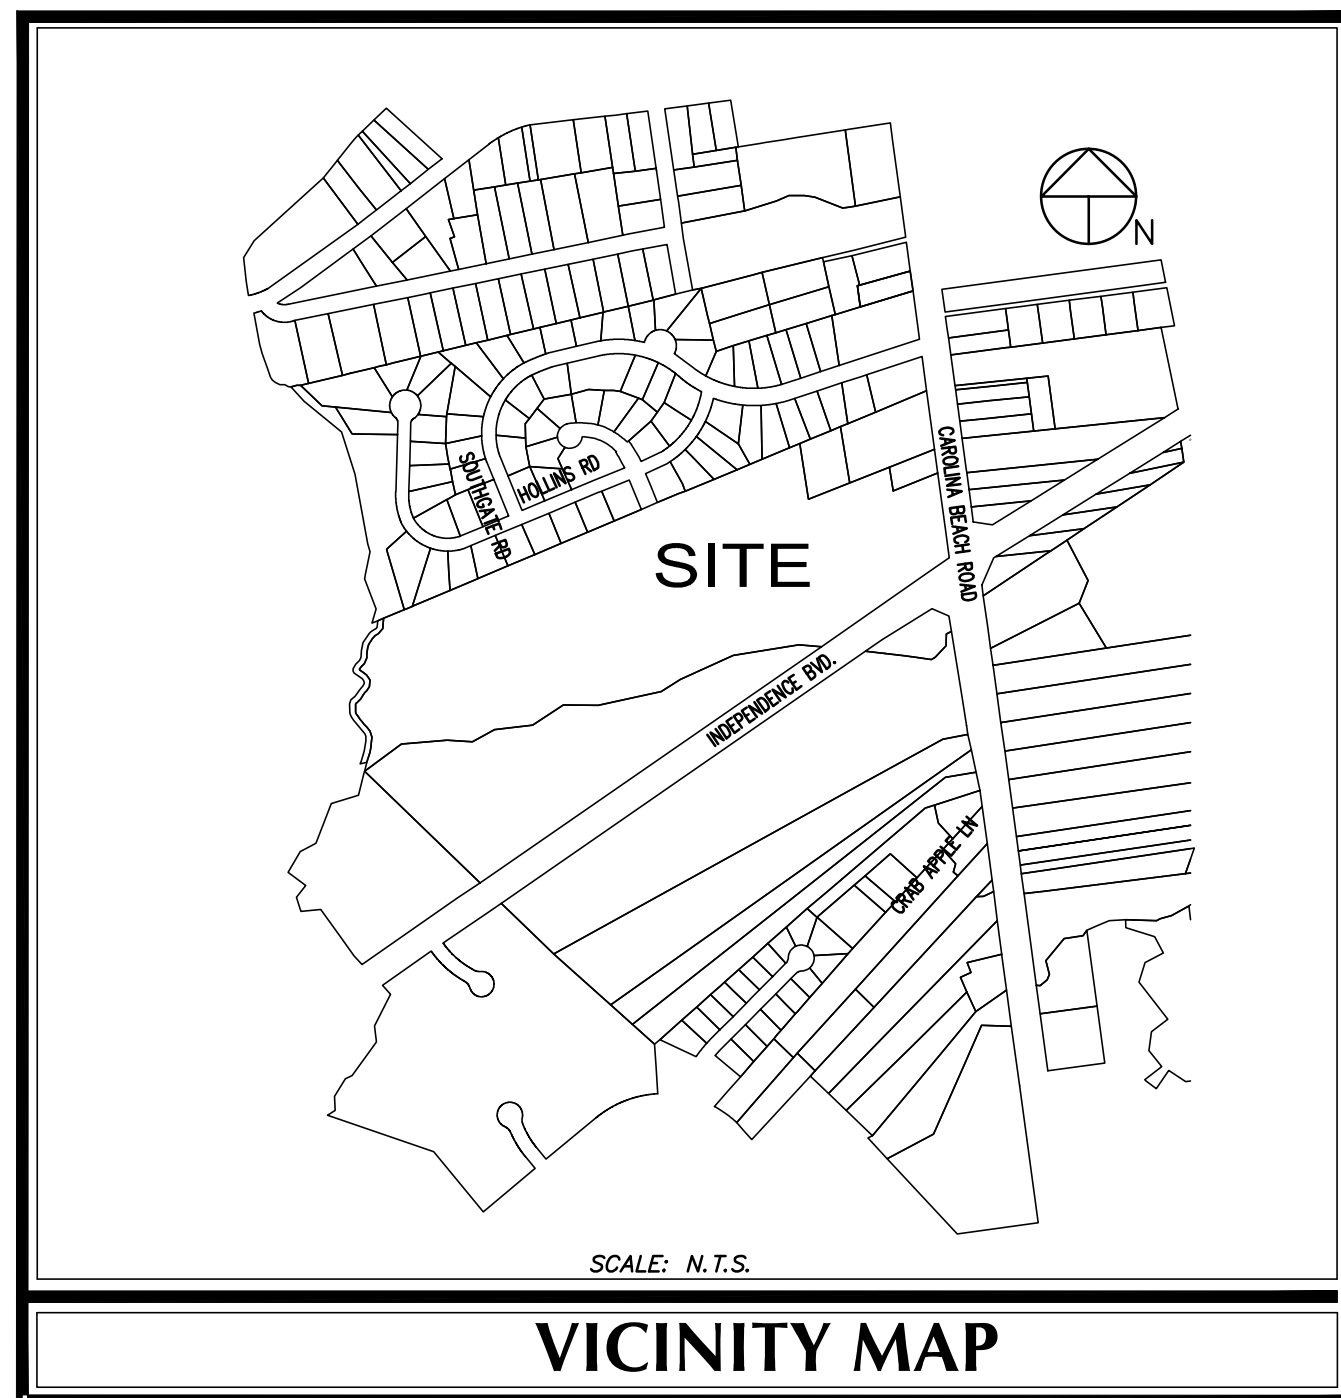 N
CAROLINA BEACH ROAD
SOUTHGATE RD
HOLLINS RD
SITE
INDEPENDENCE BVD.
CRAB APPLE LN
SCALE: N.T.S.
VICINITY MAP